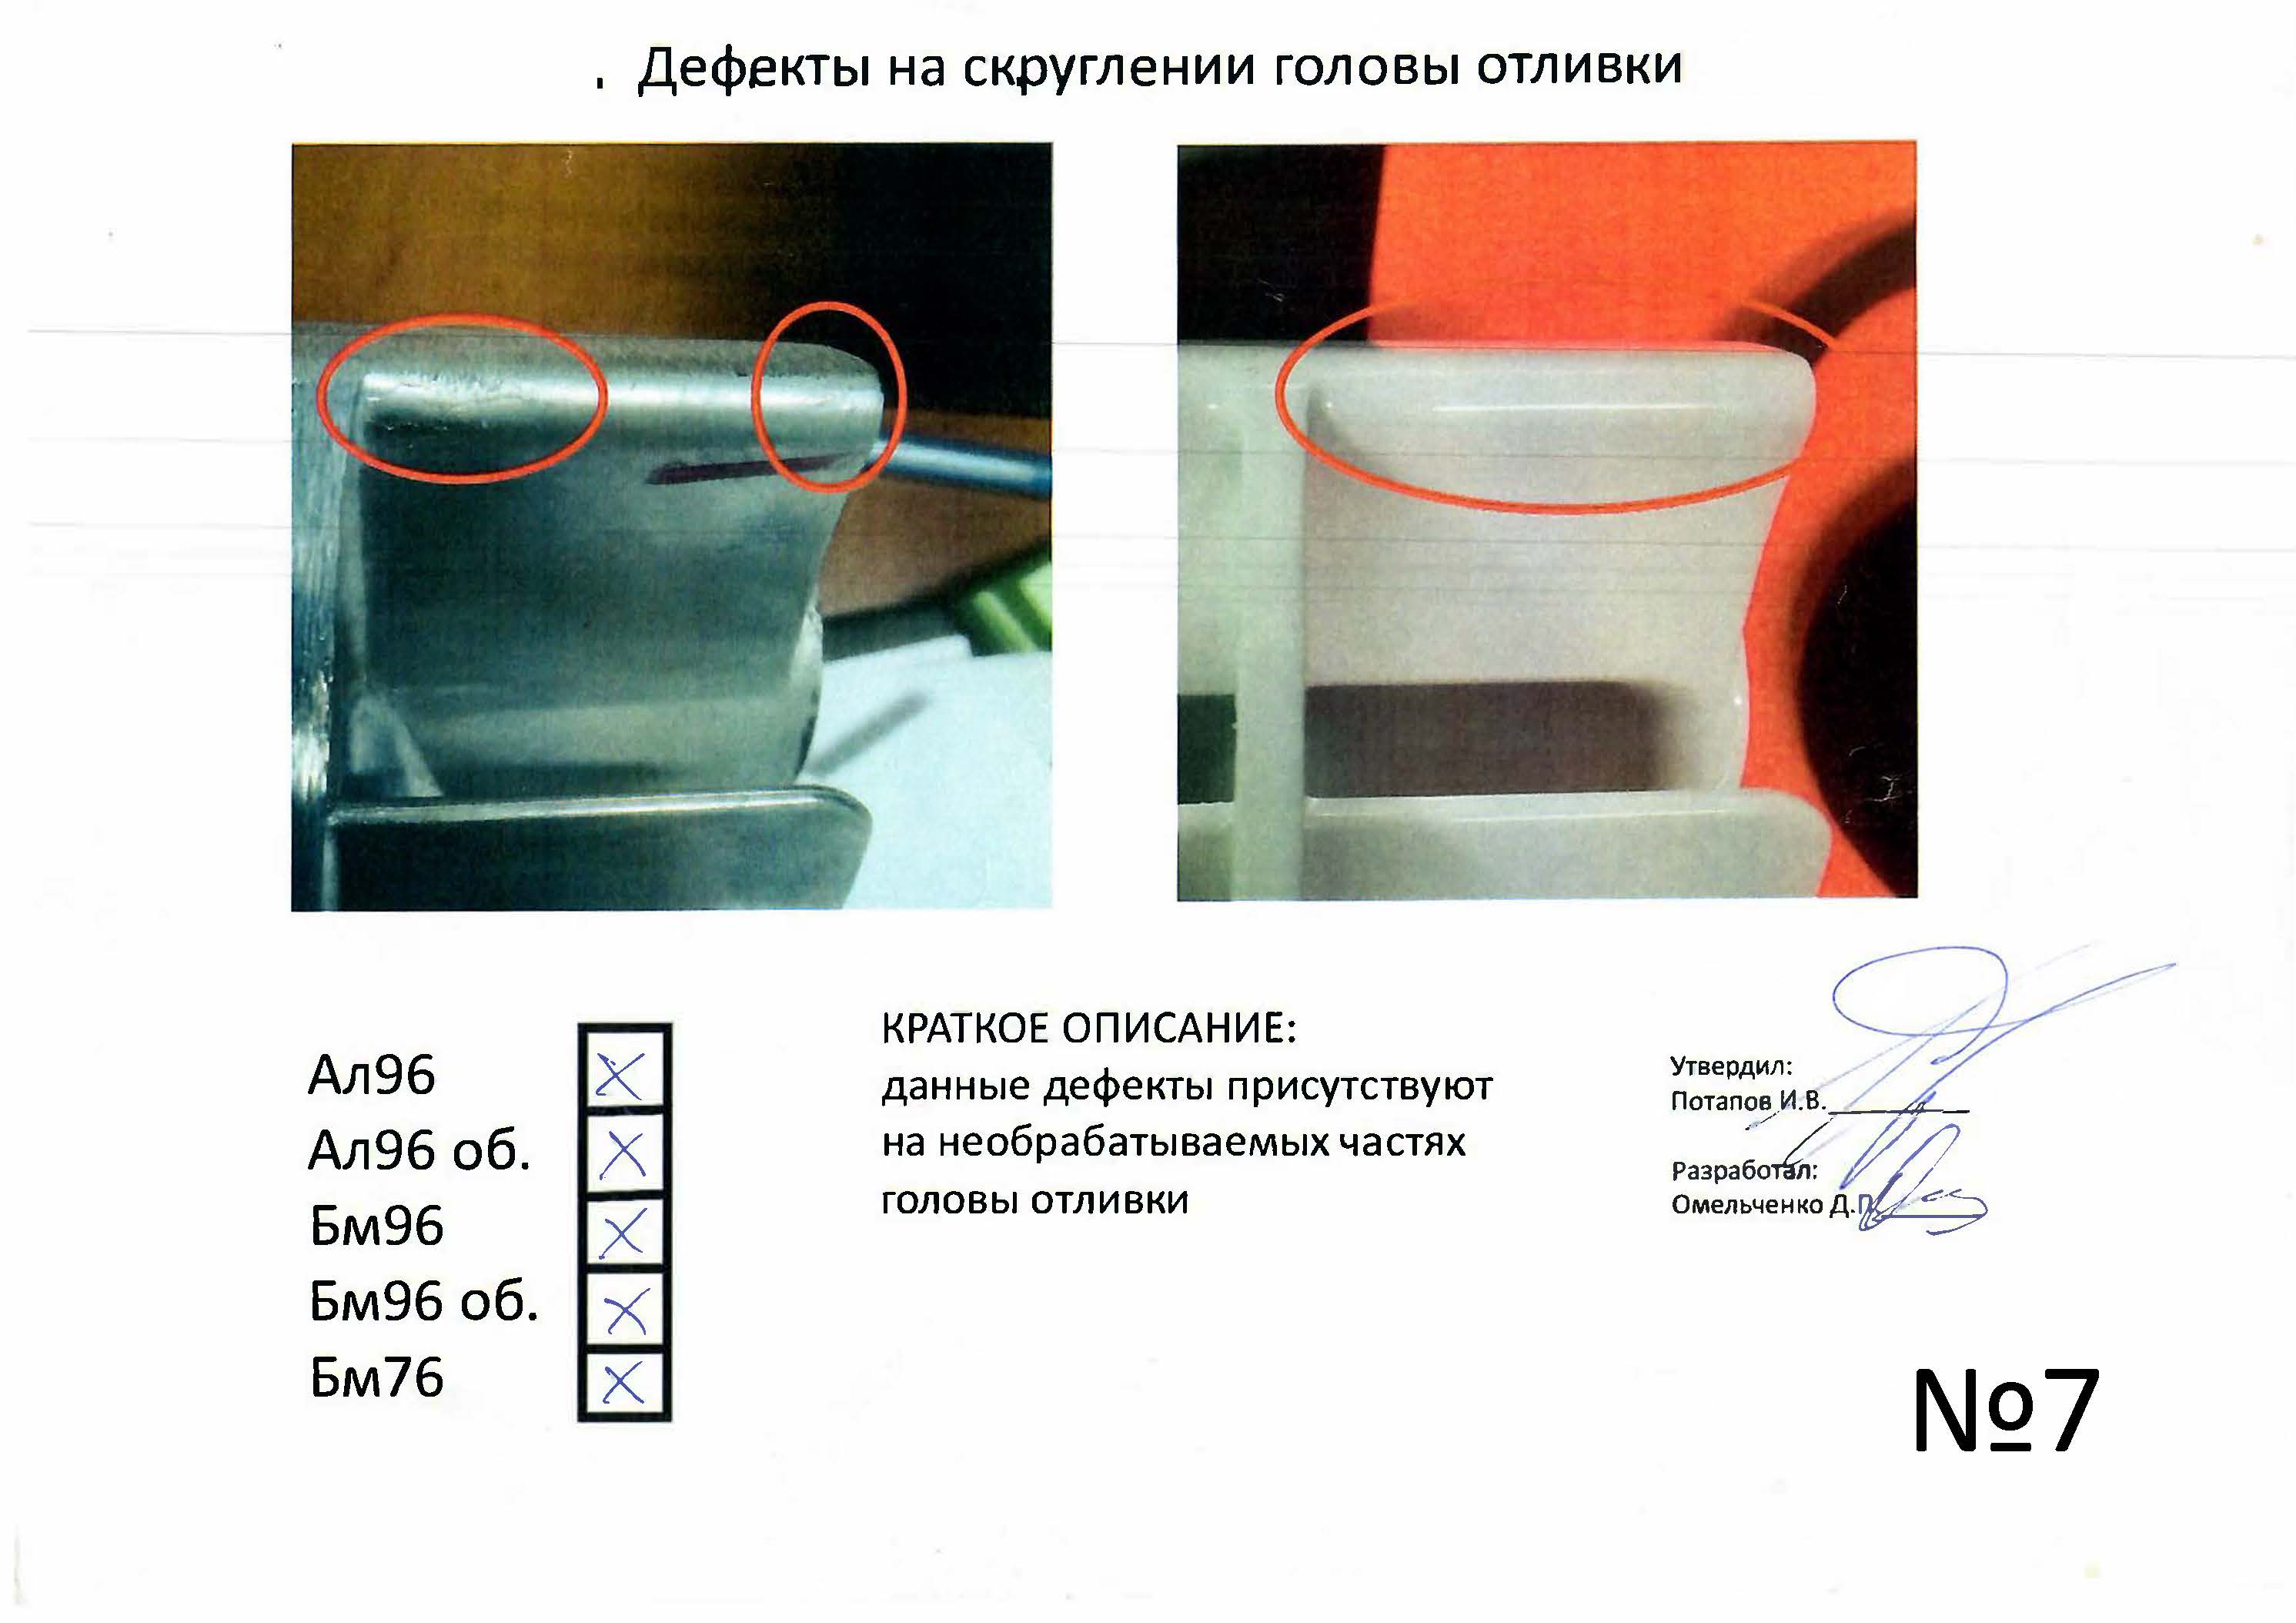 Дефекты на скруглении головы отливки
Ал96
Ал96 об.
Бм96
Бм96 об.
Бм76
КРАТКОЕ ОПИСАНИЕ:
данные дефекты присутствуют
на необрабатываемых частях
головы отливки
Утвердил:
Потапов И.В.
Разработал:
Омельченко Д.П
№7